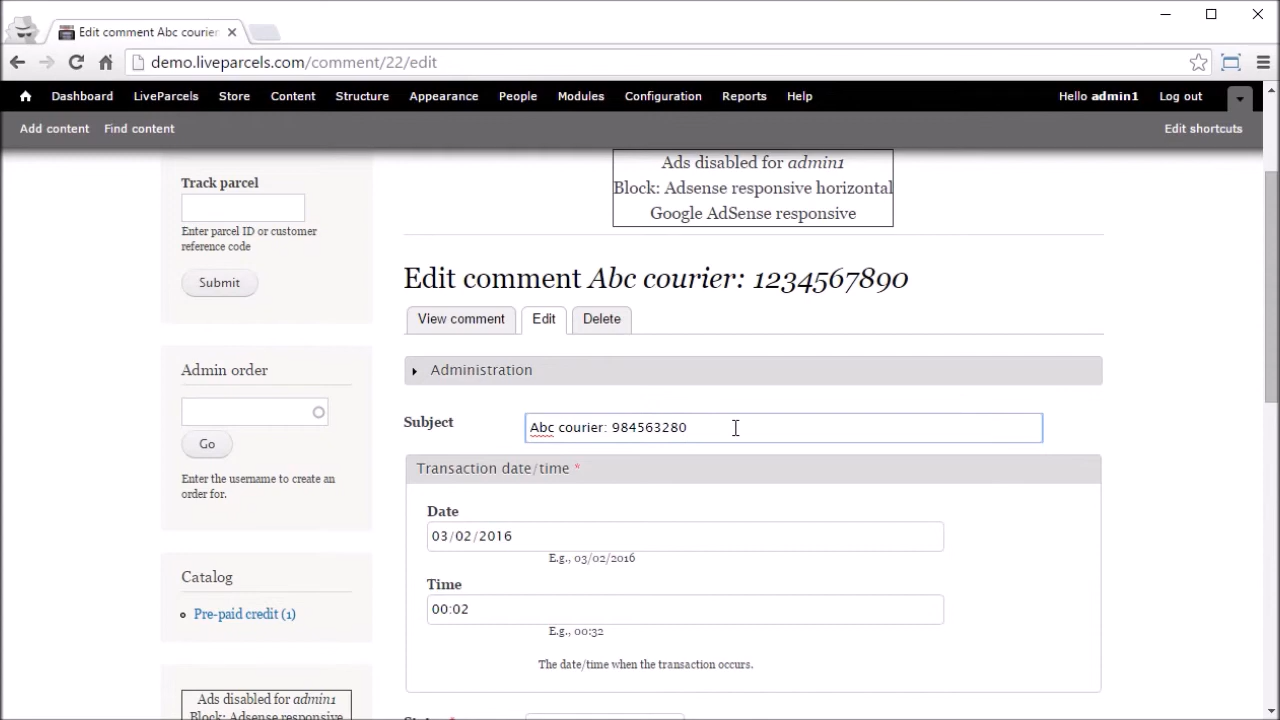 Edit comment Abc courier
demo.liveparcels.com/comment/22/edit
Dashboard LiveParcels Store Content Structure Appearance People Modules Configuration Reports Help Hello admin1 Log out
Add content Find content Edit shortcuts
Track parcel
Enter parcel ID or customer
reference code
Submit
Admin order
Go
Enter the username to create an
order for.
Catalog
Pre-paid credit (1)
Ads disabled for admin1
Block: Adsense responsive
Ads disabled for admin1
Block: Adsense responsive horizontal
Google AdSense responsive
Edit comment Abc courier: 1234567890
View comment Edit Delete
Administration
Subject Abc courier: 984563280
Transaction date/time *
Date
03/02/2016
E.g., 03/02/2016
Time
00:02
E.g., 00:32
The date/time when the transaction occurs.